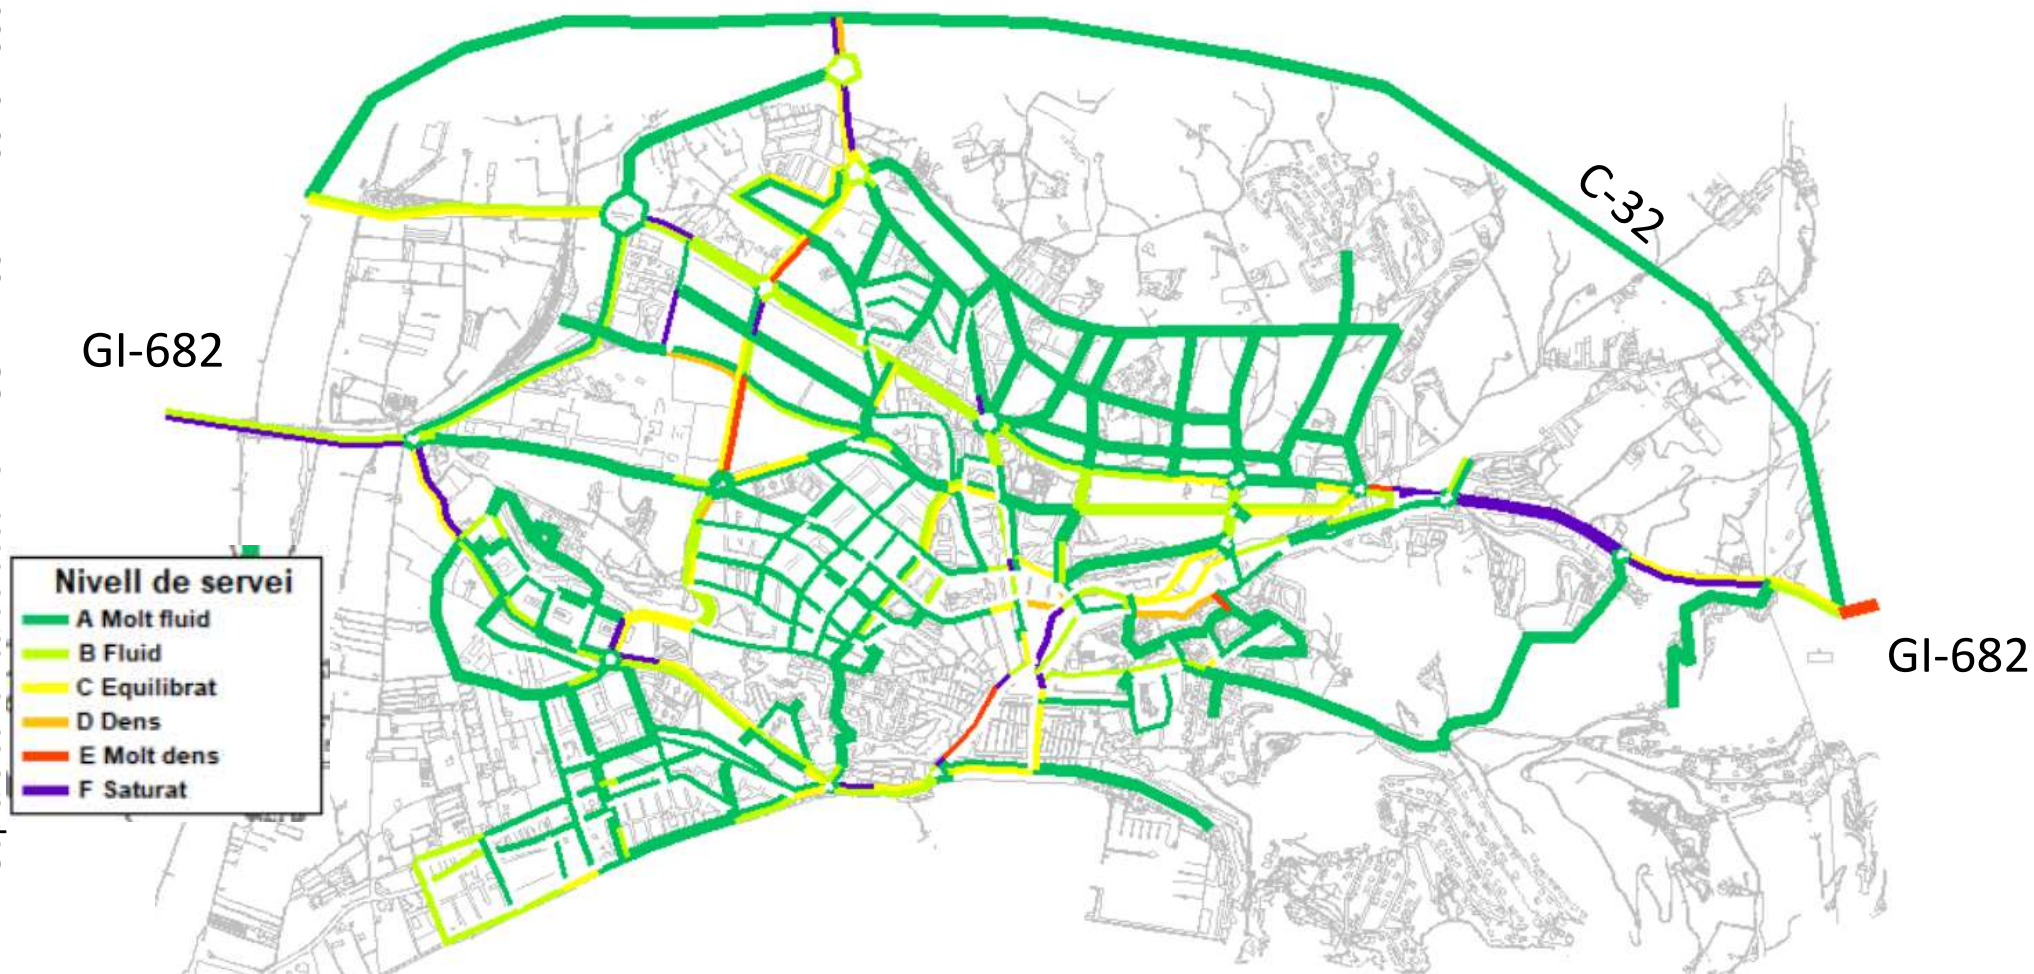 C-32
GI-682
Nivell de servei
A Molt fluid
B Fluid
C Equilibrat
D Dens
E Molt dens
F Saturat
GI-682